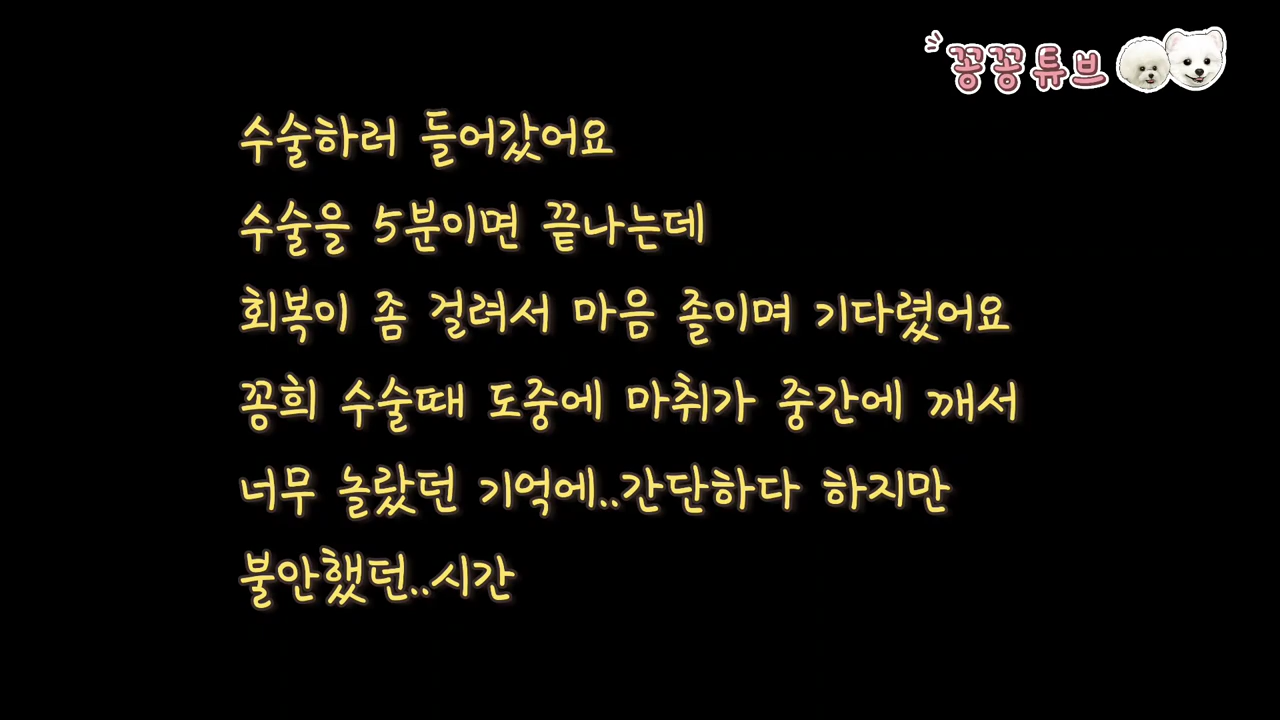 꽁꽁튜브
수술하러 들어갔어요
수술을 5분이면 끝나는데
회복이 좀 걸려서 마음 졸이며 기다렸어요
꽁희 수술때 도중에 마취가 중간에 깨서
너무 놀랐던 기억에..간단하다 하지만
불안했던..시간